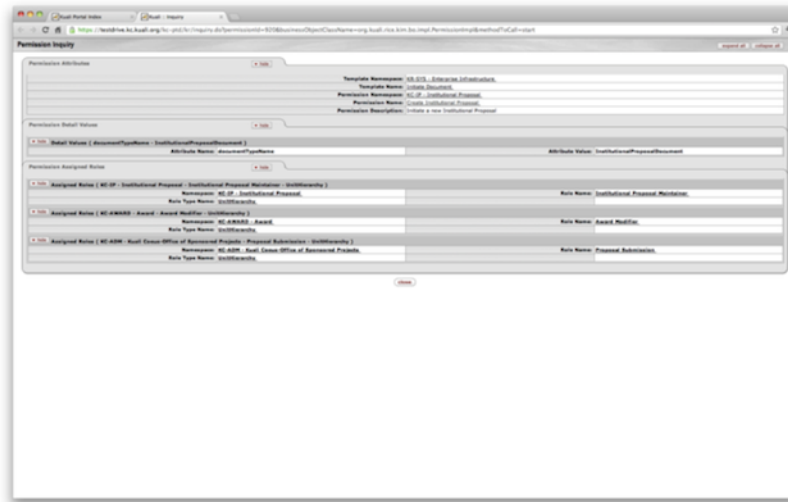 Kuali Portal Index
Kuali :: Inquiry
https://testdrive.kc.kuali.org/kc-ptd/kr/inquiry.do?permissionId=920&businessObjectClassName=org.kuali.rice.kim.bo.impl.PermissionImpl&methodToCall=start
Permission Inquiry
expand all collapse all
Permission Attributes hide
Template Namespace: KR-SYS - Enterprise Infrastructure
Template Name: Initiate Document
Permission Namespace: KC-IP - Institutional Proposal
Permission Name: Create Institutional Proposal
Permission Description: Initiate a new Institutional Proposal
Permission Detail Values hide
hide Detail Values ( documentTypeName - InstitutionalProposalDocument )
Attribute Name: documentTypeName Attribute Value: InstitutionalProposalDocument
Permission Assigned Roles hide
hide Assigned Roles ( KC-IP - Institutional Proposal - Institutional Proposal Maintainer - UnitHierarchy )
Namespace: KC-IP - Institutional Proposal Role Name: Institutional Proposal Maintainer
Role Type Name: UnitHierarchy
hide Assigned Roles ( KC-AWARD - Award - Award Modifier - UnitHierarchy )
Namespace: KC-AWARD - Award Role Name: Award Modifier
Role Type Name: UnitHierarchy
hide Assigned Roles ( KC-ADM - Kuali Coeus-Office of Sponsored Projects - Proposal Submission - UnitHierarchy )
Namespace: KC-ADM - Kuali Coeus-Office of Sponsored Projects Role Name: Proposal Submission
Role Type Name: UnitHierarchy
close